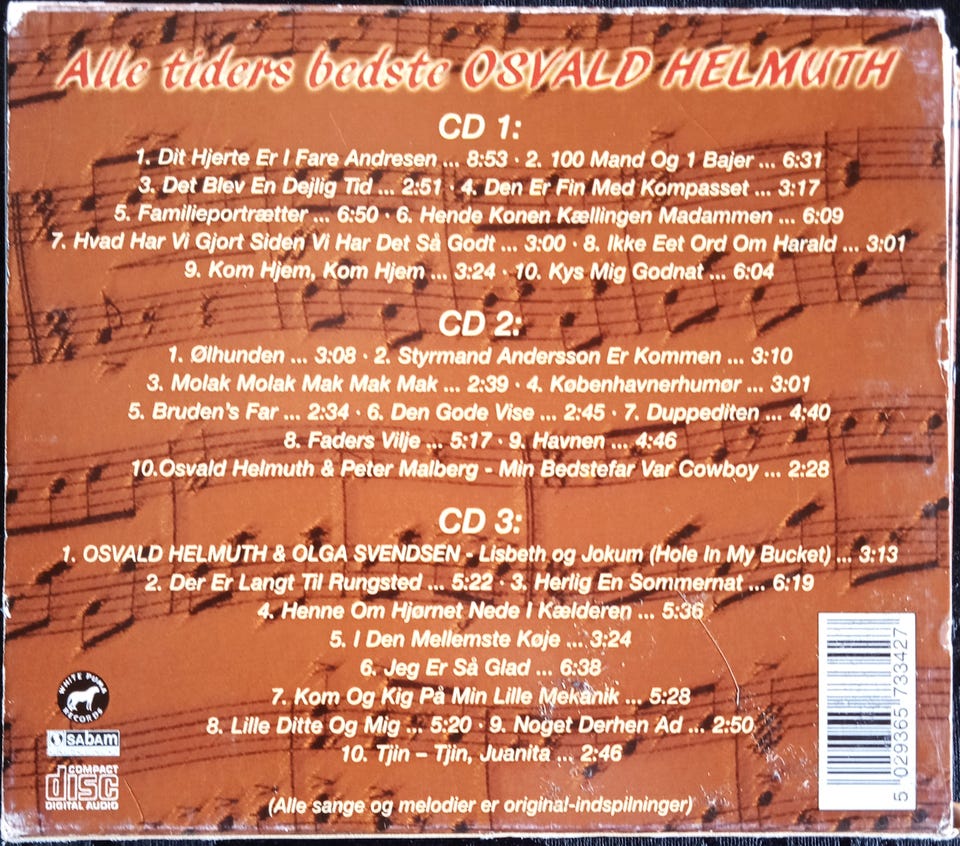 Alle tiders bedste OSVALD HELMUTH
CD 1:
1. Dit Hjerte Er I Fare Andresen ... 8:53 · 2. 100 Mand Og 1 Bajer ... 6:31
3. Det Blev En Dejlig Tid ... 2:51 · 4. Den Er Fin Med Kompasset ... 3:17
5. Familieportrætter ... 6:50 · 6. Hende Konen Kællingen Madammen ... 6:09
7. Hvad Har Vi Gjort Siden Vi Har Det Så Godt ... 3:00 · 8. Ikke Eet Ord Om Harald ... 3:01
9. Kom Hjem, Kom Hjem ... 3:24 · 10. Kys Mig Godnat ... 6:04
CD 2:
1. Ølhunden ... 3:08 · 2. Styrmand Andersson Er Kommen ... 3:10
3. Molak Molak Mak Mak Mak ... 2:39 · 4. Københavnerhumør ... 3:01
5. Bruden's Far ... 2:34 · 6. Den Gode Vise ... 2:45 · 7. Duppediten ... 4:40
8. Faders Vilje ... 5:17 · 9. Havnen ... 4:46
10.Osvald Helmuth & Peter Malberg - Min Bedstefar Var Cowboy ... 2:28
CD 3:
1. OSVALD HELMUTH & OLGA SVENDSEN - Lisbeth og Jokum (Hole In My Bucket) ... 3:13
2. Der Er Langt Til Rungsted ... 5:22 · 3. Herlig En Sommernat ... 6:19
4. Henne Om Hjørnet Nede I Kælderen ... 5:36
5. I Den Mellemste Køje ... 3:24
6. Jeg Er Så Glad ... 6:38
7. Kom Og Kig På Min Lille Mekanik ... 5:28
8. Lille Ditte Og Mig ... 5:20 · 9. Noget Derhen Ad ... 2:50
10. Tjin – Tjin, Juanita ... 2:46
(Alle sange og melodier er original-indspilninger)
WHITE PUMA
RECORDS
sabam
COMPACT
disc
DIGITAL AUDIO
5 029365 733427